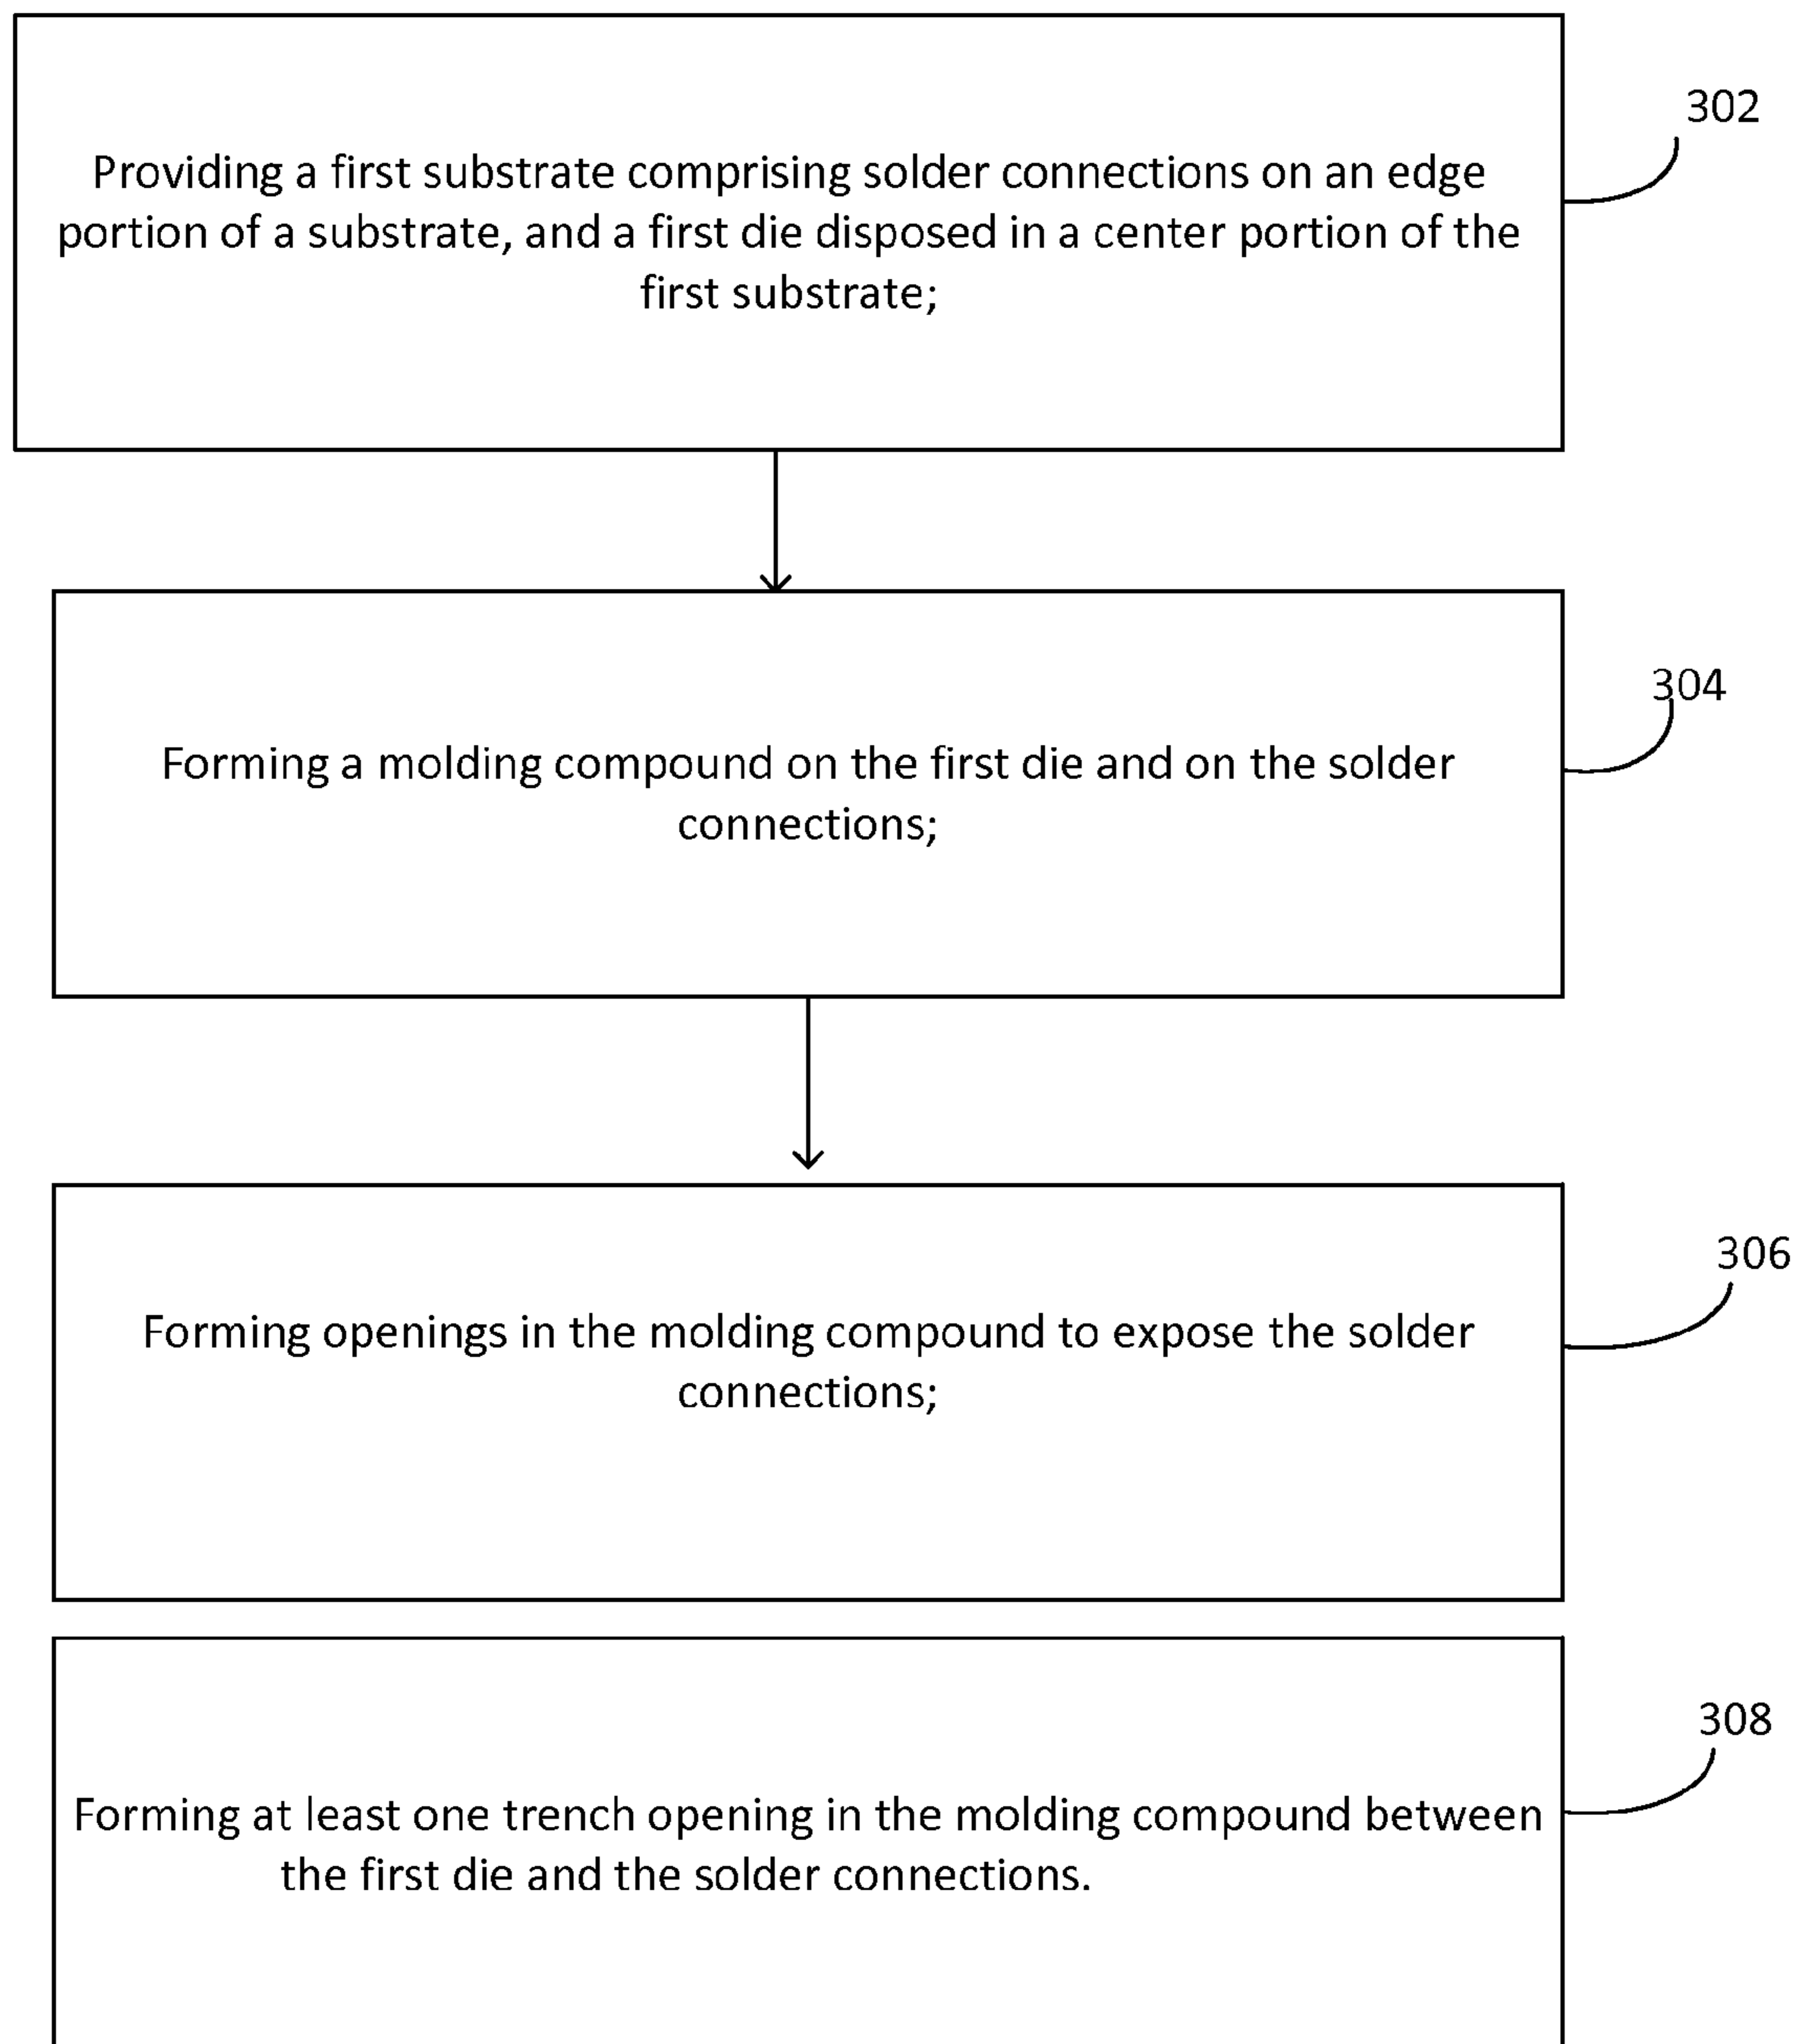 302
Providing a first substrate comprising solder connections on an edge
portion of a substrate, and a first die disposed in a center portion of the
first substrate;
304
Forming a molding compound on the first die and on the solder
connections;
306
Forming openings in the molding compound to expose the solder
connections;
308
Forming at least one trench opening in the molding compound between
the first die and the solder connections.